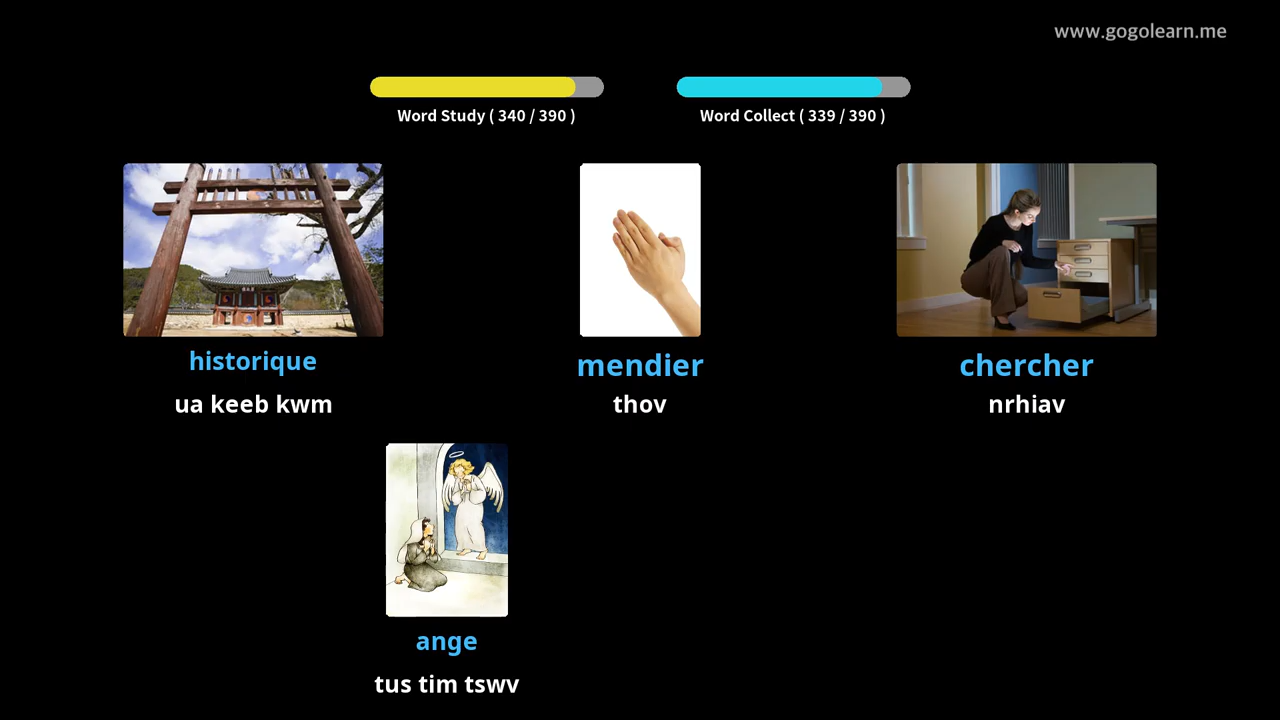 www.gogolearn.me
Word Study ( 340 / 390 )
Word Collect ( 339 / 390 )
historique
ua keeb kwm
mendier
thov
chercher
nrhiav
ange
tus tim tswv